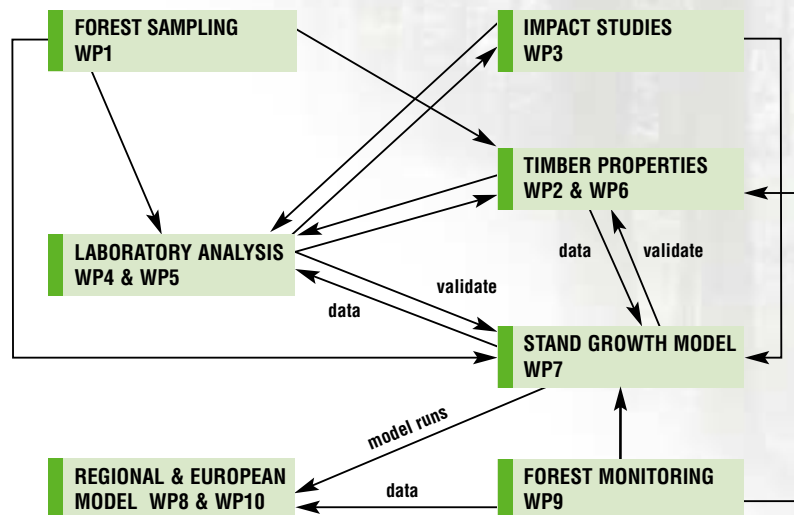 FOREST SAMPLING
WP1
IMPACT STUDIES
WP3
TIMBER PROPERTIES
WP2 & WP6
LABORATORY ANALYSIS
WP4 & WP5
data
validate
validate
data
STAND GROWTH MODEL
WP7
model runs
REGIONAL & EUROPEAN
MODEL WP8 & WP10
data
FOREST MONITORING
WP9